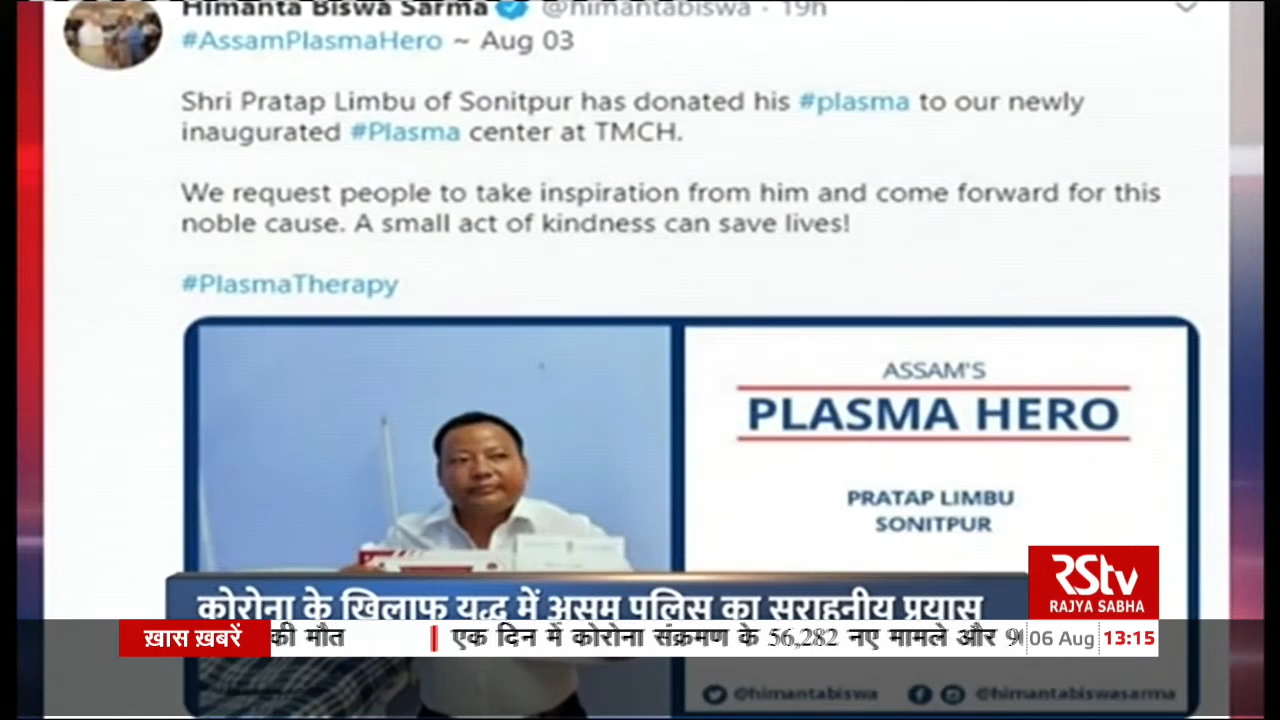 Himanta Biswa Sarma @himantabiswa · 19h
#AssamPlasmaHero ~ Aug 03
Shri Pratap Limbu of Sonitpur has donated his #plasma to our newly
inaugurated #Plasma center at TMCH.
We request people to take inspiration from him and come forward for this
noble cause. A small act of kindness can save lives!
#PlasmaTherapy
ASSAM'S
PLASMA HERO
PRATAP LIMBU
SONITPUR
RStv
RAJYA SABHA
कोरोना के खिलाफ युद्ध में असम पुलिस का सराहनीय प्रयास
ख़ास ख़बरें
की मौत | एक दिन में कोरोना संक्रमण के 56,282 नए मामले और
06 Aug 13:15
@himantabiswa @himantabiswasarma